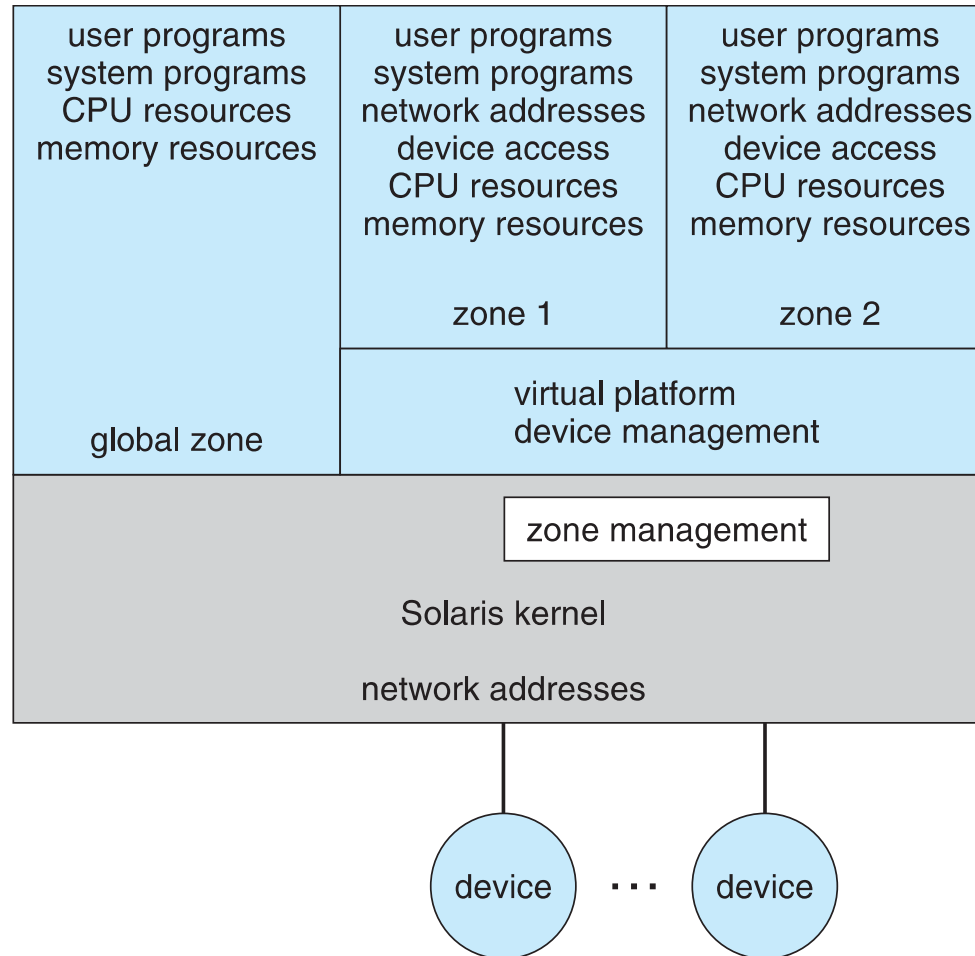 user programs
system programs
CPU resources
memory resources
global zone
user programs
system programs
network addresses
device access
CPU resources
memory resources
zone 1
user programs
system programs
network addresses
device access
CPU resources
memory resources
zone 2
virtual platform
device management
zone management
Solaris kernel
network addresses
device
...
device